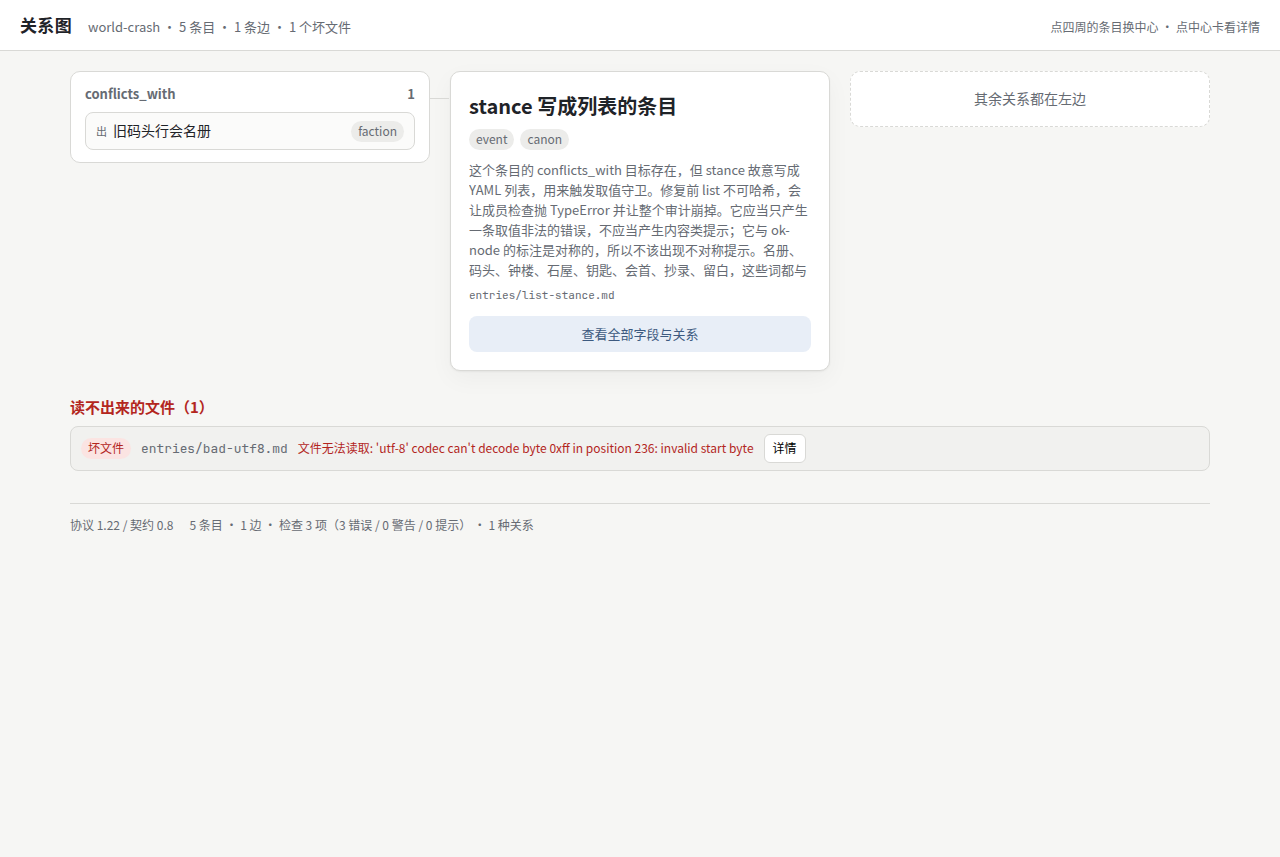 关系图 world-crash · 5 条目 · 1 条边 · 1 个坏文件 点四周的条目换中心 · 点中心卡看详情
conflicts_with 1
出 旧码头行会名册 faction
stance 写成列表的条目
event canon
这个条目的 conflicts_with 目标存在，但 stance 故意写成
YAML 列表，用来触发取值守卫。修复前 list 不可哈希，会
让成员检查抛 TypeError 并让整个审计崩掉。它应当只产生
一条取值非法的错误，不应当产生内容类提示；它与 ok-
node 的标注是对称的，所以不该出现不对称提示。名册、
码头、钟楼、石屋、钥匙、会首、抄录、留白，这些词都与
entries/list-stance.md
查看全部字段与关系
其余关系都在左边
读不出来的文件（1）
坏文件 entries/bad-utf8.md 文件无法读取: 'utf-8' codec can't decode byte 0xff in position 236: invalid start byte 详情
协议 1.22 / 契约 0.8 5 条目 · 1 边 · 检查 3 项（3 错误 / 0 警告 / 0 提示） · 1 种关系